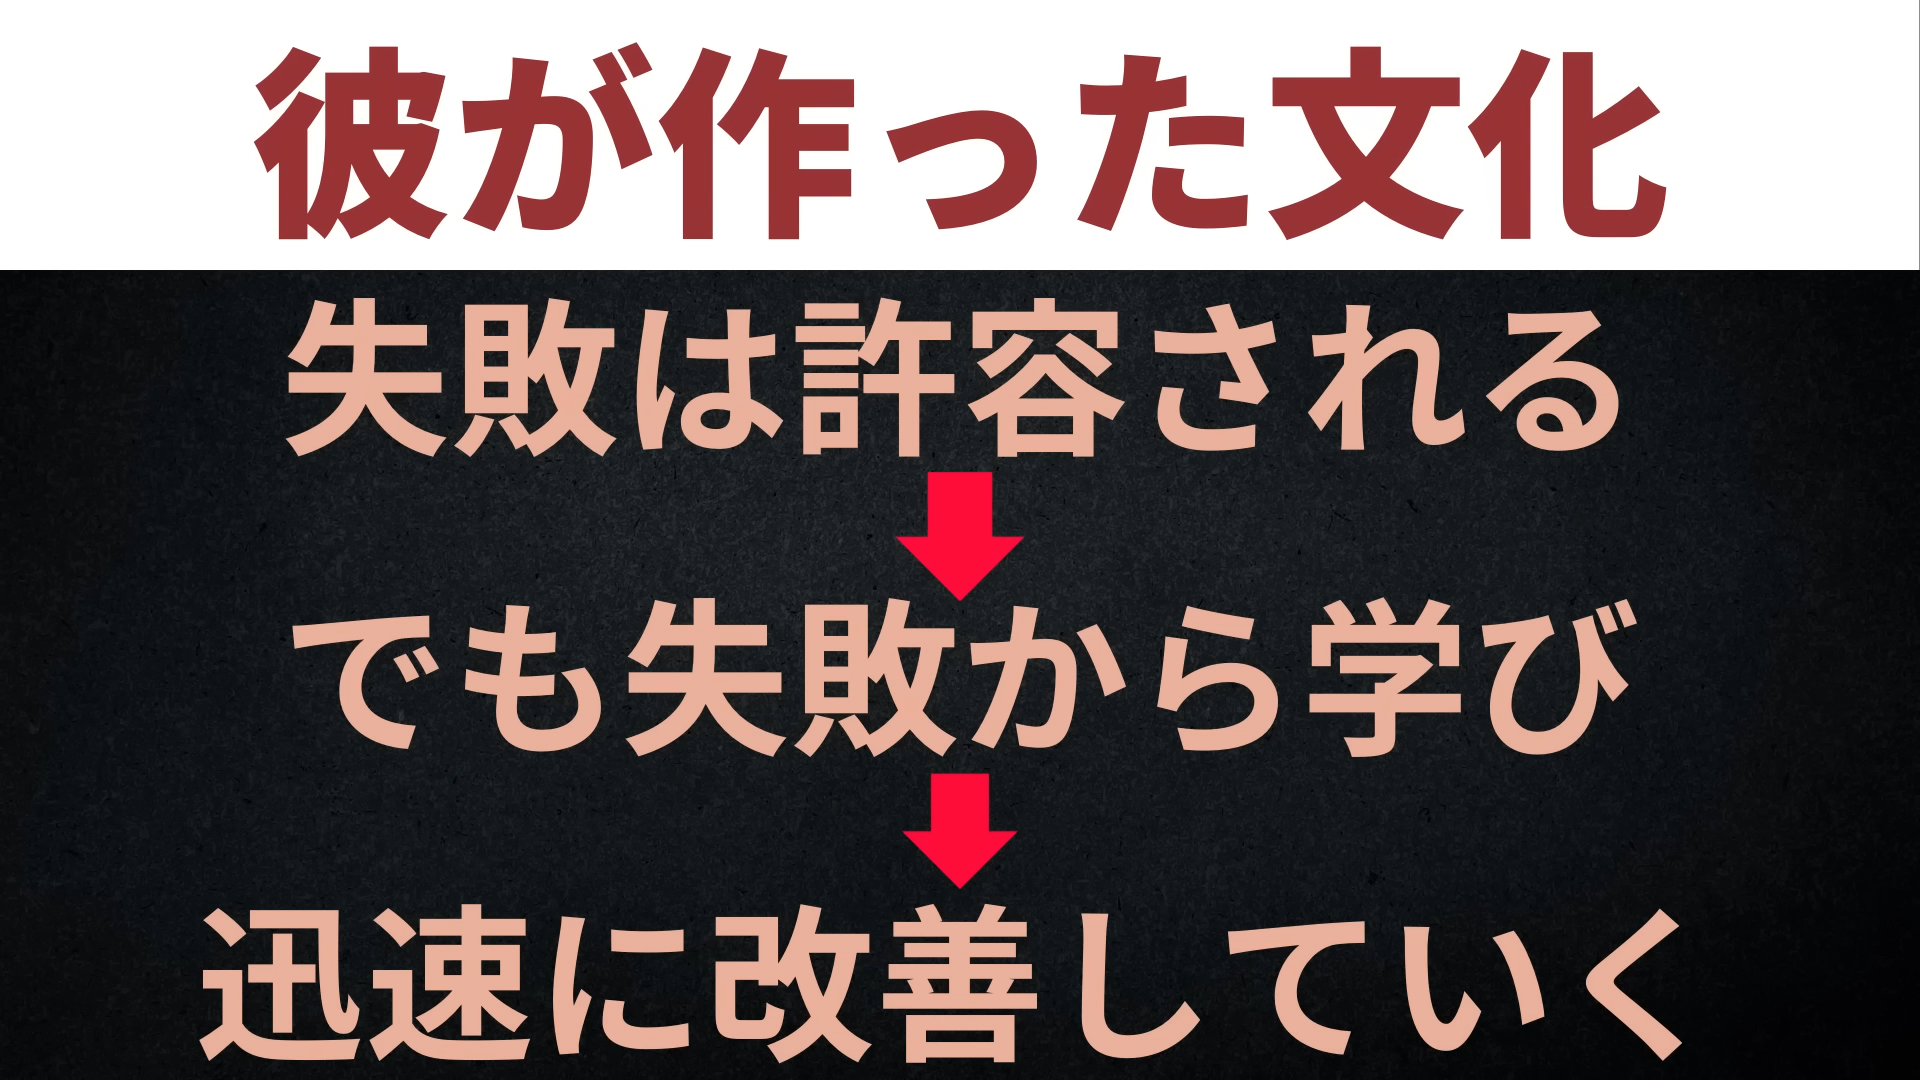 彼が作った文化
失敗は許容される
でも失敗から学び
迅速に改善していく